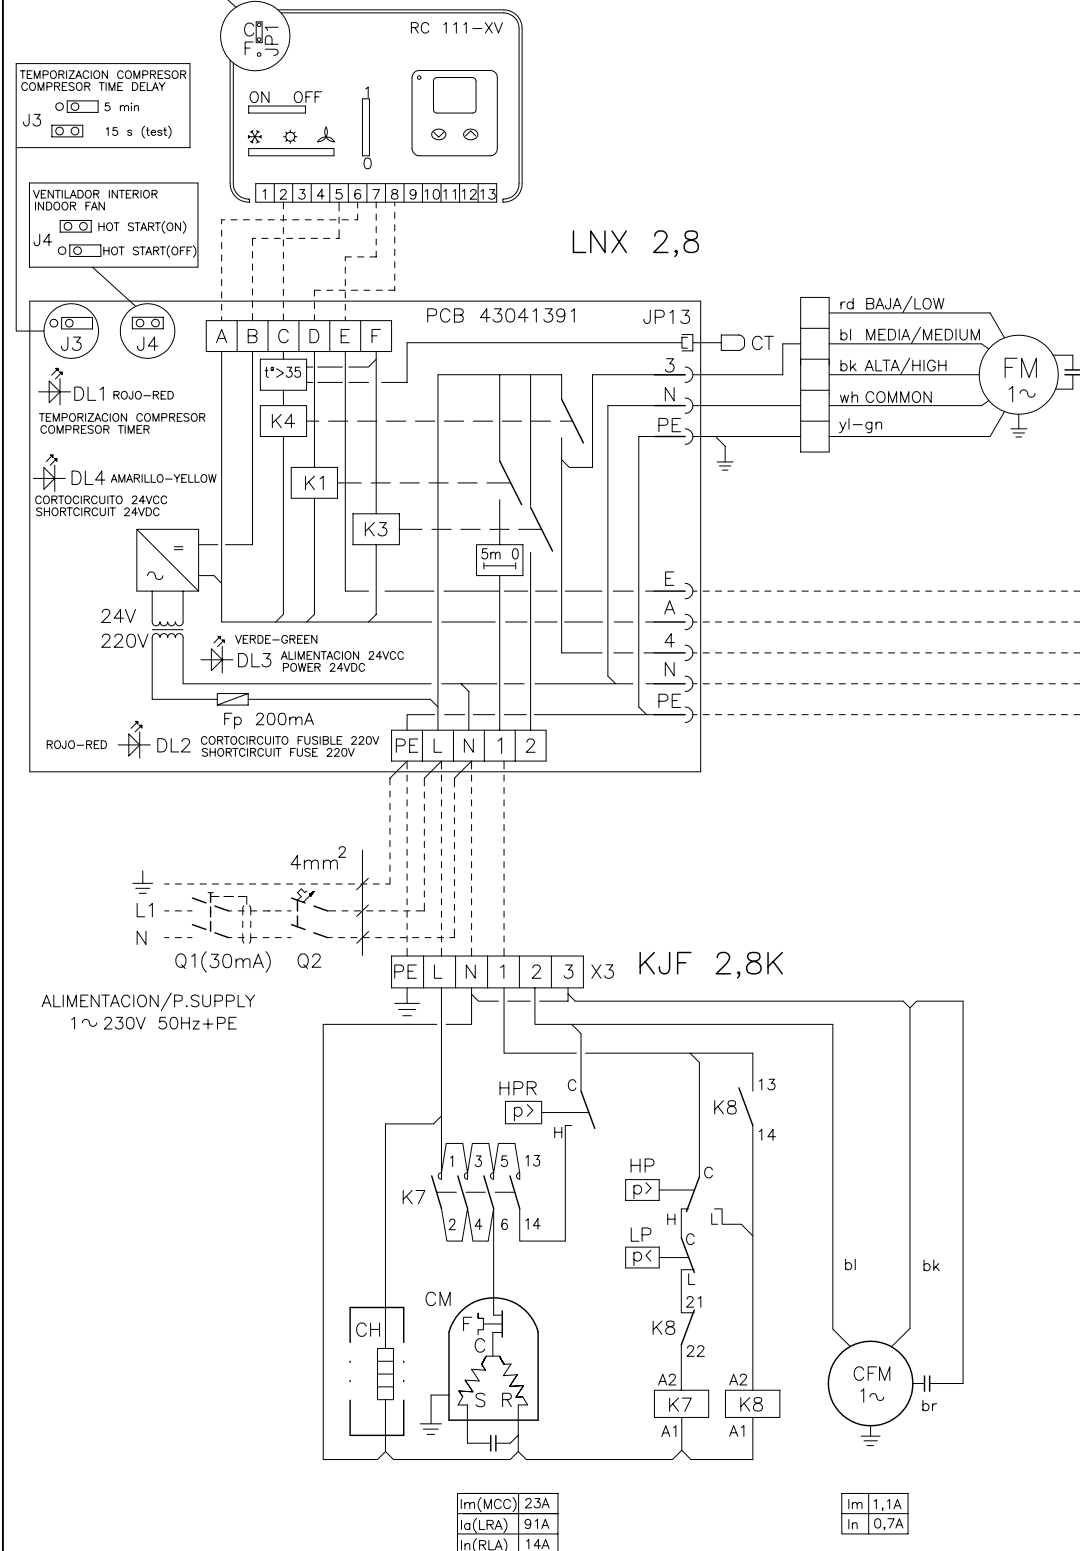 RC 111-XV
C
F
JP1
ON OFF
1
0
1 2 3 4 5 6 7 8 9 10 11 12 13
TEMPORIZACION COMPRESOR
COMPRESOR TIME DELAY
J3
5 min
15 s (test)
VENTILADOR INTERIOR
INDOOR FAN
J4
HOT START(ON)
HOT START(OFF)
LNX 2,8
PCB 43041391
JP13
J3
J4
A B C D E F
CT
3
N
PE
rd BAJA/LOW
bl MEDIA/MEDIUM
bk ALTA/HIGH
wh COMMON
yl-gn
FM
1~
tª>35
K4
K1
K3
5m 0
DL1 ROJO-RED
TEMPORIZACION COMPRESOR
COMPRESOR TIMER
DL4 AMARILLO-YELLOW
CORTOCIRCUITO 24VCC
SHORTCIRCUIT 24VDC
=
~
24V
220V
VERDE-GREEN
DL3 ALIMENTACION 24VCC
POWER 24VDC
E
A
4
N
PE
Fp 200mA
ROJO-RED DL2 CORTOCIRCUITO FUSIBLE 220V
SHORTCIRCUIT FUSE 220V
PE L N 1 2
4mm²
L1
N
Q1(30mA) Q2
ALIMENTACION/P.SUPPLY
1~ 230V 50Hz+PE
PE L N 1 2 3 X3
KJF 2,8K
HPR
p>
C
H
K8
13
14
K7
1 3 5 13
2 4 6 14
HP
p>
C
H L
LP
p<
C
L
K8
21
22
bl
bk
CH
CM
F
C
S R
A2
K7
A1
A2
K8
A1
CFM
1~
br
Im(MCC) 23A
Ia(LRA) 91A
In(RLA) 14A
Im 1,1A
In 0,7A